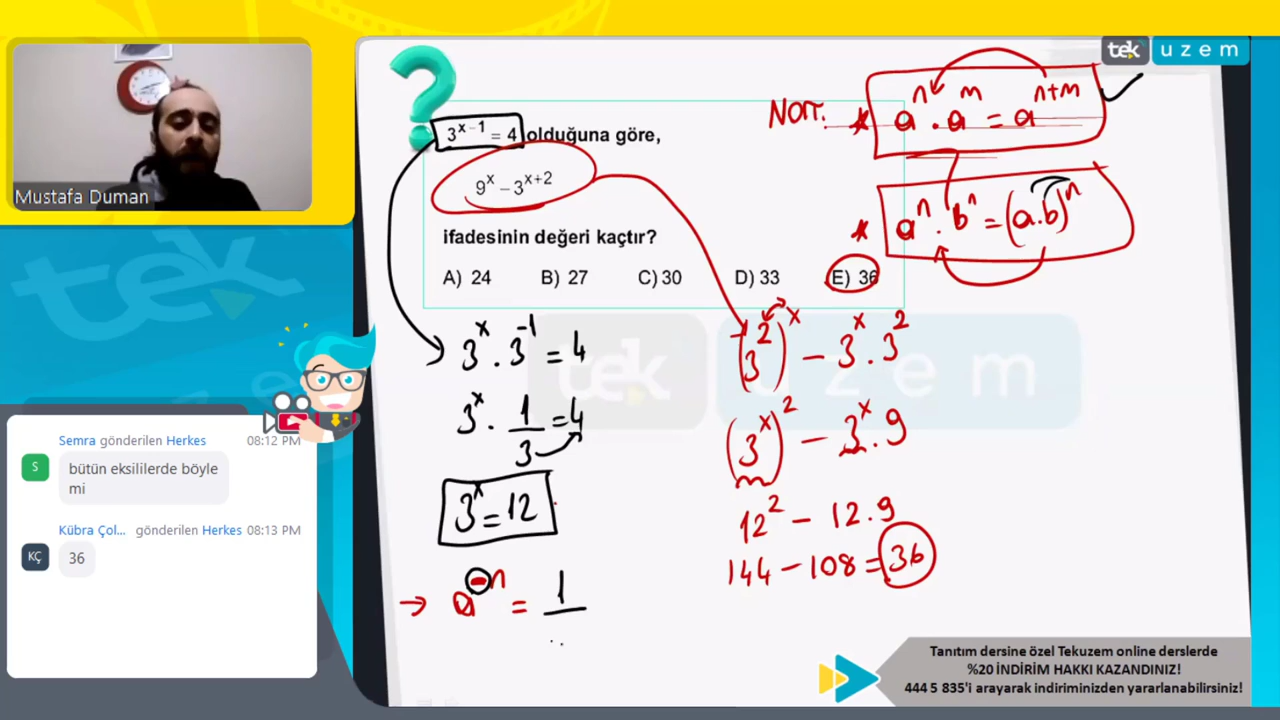 tek uzem
Mustafa Duman
3^(x-1) = 4 olduğuna göre,
9^x - 3^(x+2)
ifadesinin değeri kaçtır?
A) 24 B) 27 C) 30 D) 33 E) 36
NOT:
* a^n . a^m = a^(n+m)
* a^n . b^n = (a.b)^n
3^x . 3^-1 = 4
3^x . 1/3 = 4
3^x = 12
→ a^-n = 1
(3^2)^x - 3^x . 3^2
(3^x)^2 - 3^x . 9
12^2 - 12.9
144 - 108 = 36
Semra gönderilen Herkes 08:12 PM
S
bütün eksililerde böyle
mi
Kübra Çol... gönderilen Herkes 08:13 PM
KÇ
36
tek uzem
Tanıtım dersine özel Tekuzem online derslerde
%20 İNDİRİM HAKKI KAZANDINIZ!
444 5 835'i arayarak indiriminizden yararlanabilirsiniz!